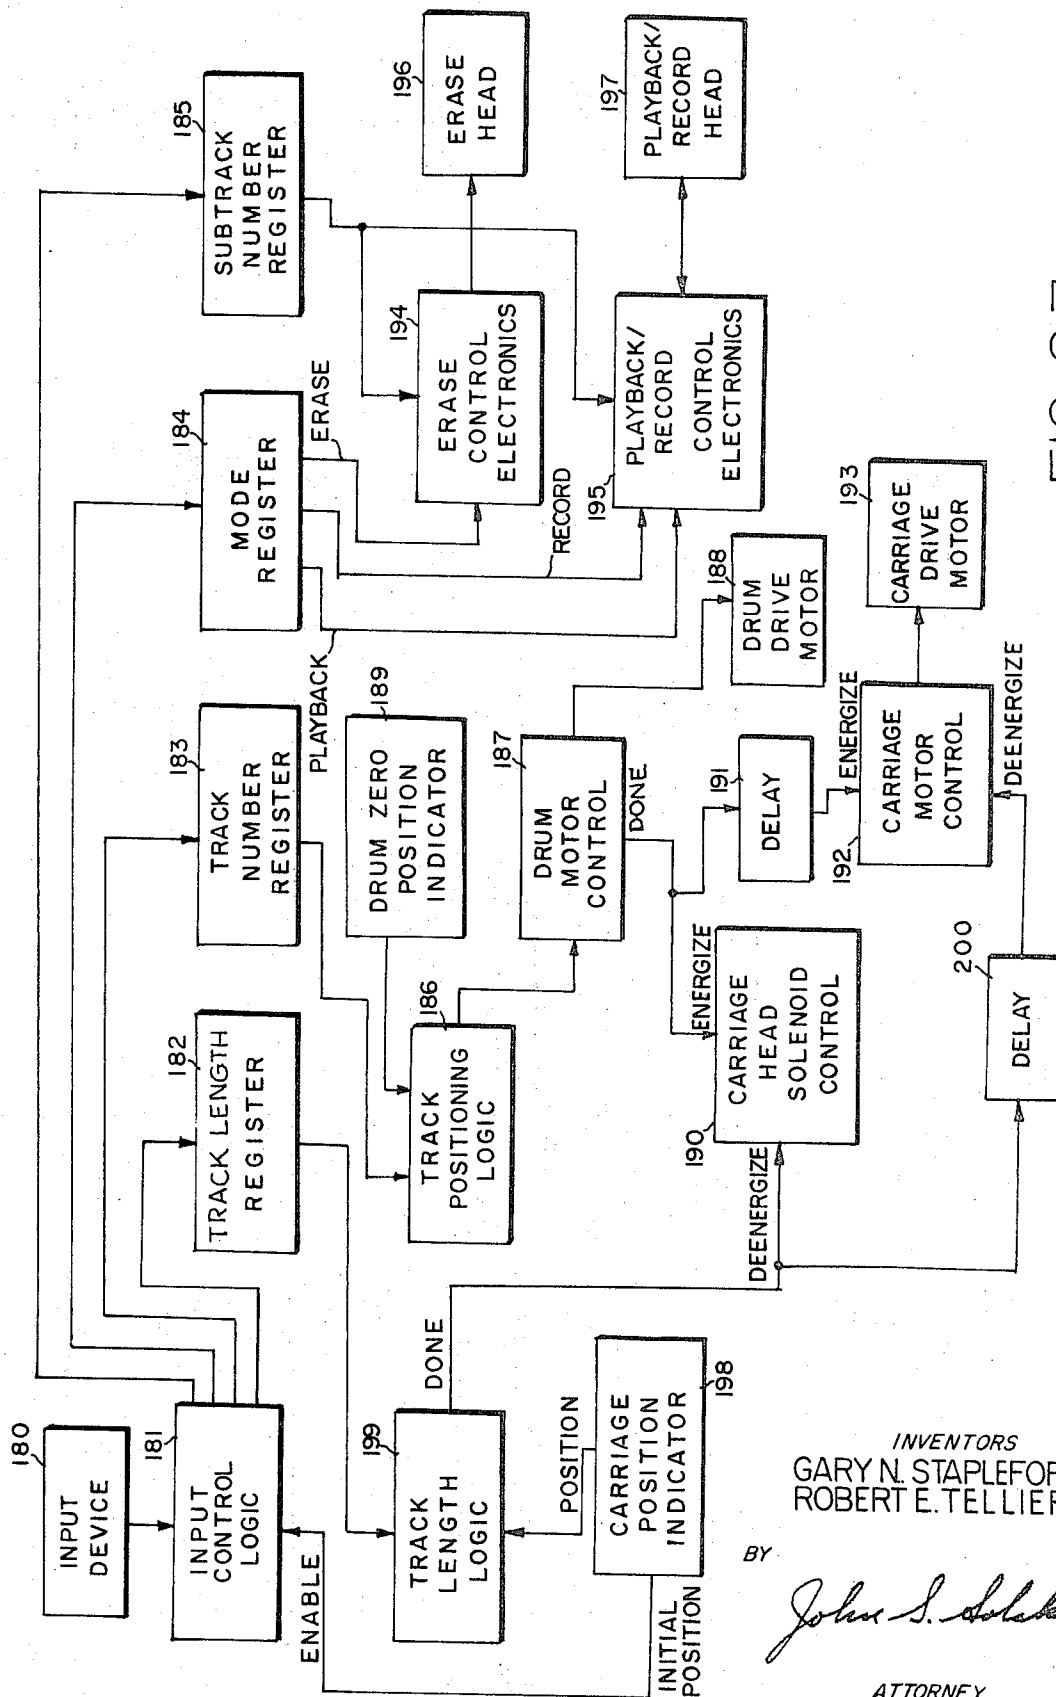 180
INPUT
DEVICE
181
INPUT
CONTROL
LOGIC
ENABLE
182
TRACK LENGTH
REGISTER
183
TRACK
NUMBER
REGISTER
184
MODE
REGISTER
185
SUBTRACK
NUMBER
REGISTER
PLAYBACK
ERASE
RECORD
189
DRUM ZERO
POSITION
INDICATOR
186
TRACK
POSITIONING
LOGIC
199
TRACK
LENGTH
LOGIC
DONE
POSITION
CARRIAGE
POSITION
INDICATOR
198
INITIAL
POSITION
187
DRUM
MOTOR
CONTROL
DONE
188
DRUM
DRIVE
MOTOR
194
ERASE
CONTROL
ELECTRONICS
196
ERASE
HEAD
195
PLAYBACK/
RECORD
CONTROL
ELECTRONICS
197
PLAYBACK/
RECORD
HEAD
190
CARRIAGE
HEAD
SOLENOID
CONTROL
ENERGIZE
DEENERGIZE
191
DELAY
ENERGIZE
192
CARRIAGE
MOTOR
CONTROL
DEENERGIZE
193
CARRIAGE
DRIVE
MOTOR
200
DELAY
INVENTORS
GARY N.
ROBERT E.
BY
John S.
ATTORNEY